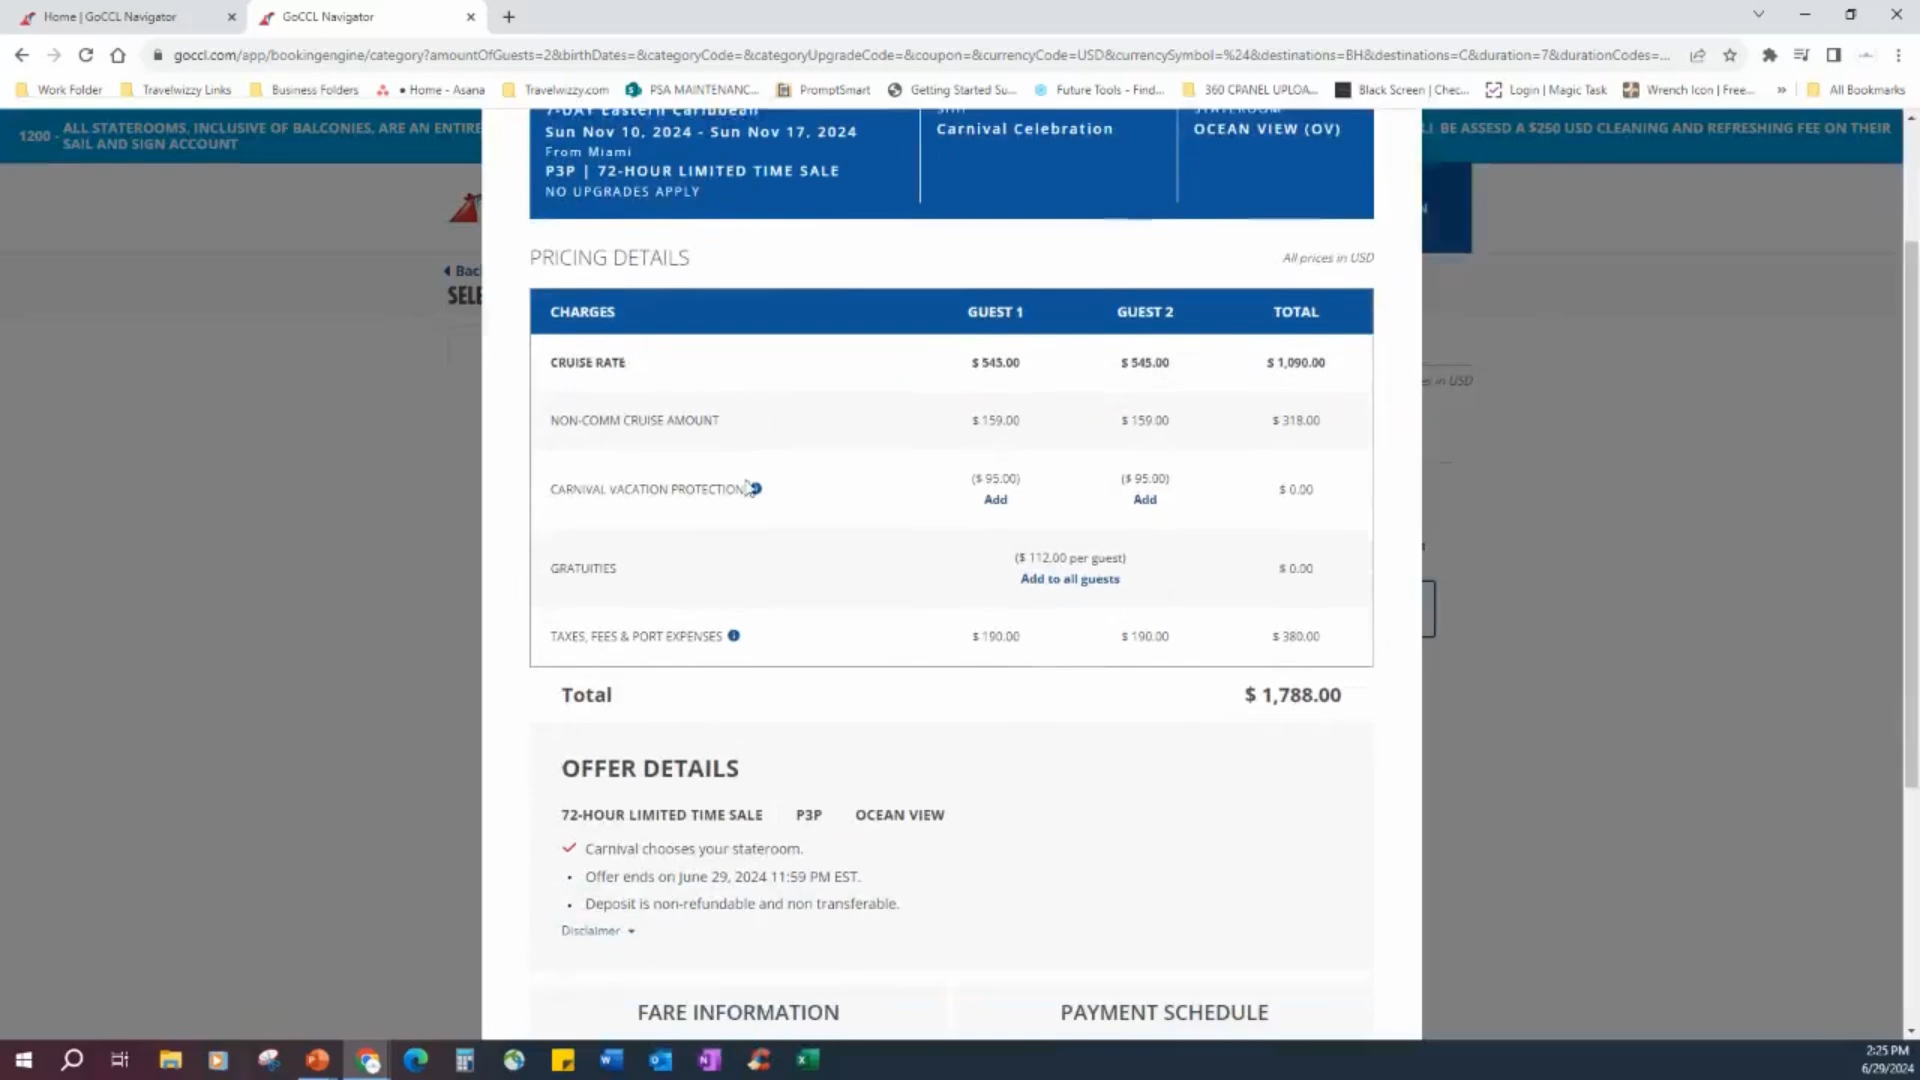 Home | GoCCL Navigator
GoCCL Navigator
goccl.com/app/bookingengine/category?amountOfGuests=2&birthDates=&categoryCode=&categoryUpgradeCode=&coupon=&currencyCode=USD&currencySymbol=%24&destinations=BH&destinations=C&duration=7&durationCodes=...
Work Folder
Travelwizzy Links
Business Folders
• Home - Asana
Travelwizzy.com
PSA MAINTENANC...
PromptSmart
Getting Started Su...
Future Tools - Find...
360 CPANEL UPLOA...
Black Screen | Chec...
Login | Magic Task
Wrench Icon | Free...
»
All Bookmarks
1200 - ALL STATEROOMS, INCLUSIVE OF BALCONIES, ARE AN ENTIRE
SAIL AND SIGN ACCOUNT
BE ASSESD A $250 USD CLEANING AND REFRESHING FEE ON THEIR
7-DAY Eastern Caribbean
Sun Nov 10, 2024 - Sun Nov 17, 2024
From Miami
P3P | 72-HOUR LIMITED TIME SALE
NO UPGRADES APPLY
SHIP
Carnival Celebration
STATEROOM
OCEAN VIEW (OV)
N
Bac
SELE
es in USD
PRICING DETAILS
All prices in USD
CHARGES GUEST 1 GUEST 2 TOTAL
CRUISE RATE $ 545.00 $ 545.00 $ 1,090.00
NON-COMM CRUISE AMOUNT $ 159.00 $ 159.00 $ 318.00
CARNIVAL VACATION PROTECTION ($ 95.00) ($ 95.00) $ 0.00
Add Add
GRATUITIES ($ 112.00 per guest) $ 0.00
Add to all guests
TAXES, FEES & PORT EXPENSES $ 190.00 $ 190.00 $ 380.00
Total $ 1,788.00
OFFER DETAILS
72-HOUR LIMITED TIME SALE P3P OCEAN VIEW
Carnival chooses your stateroom.
• Offer ends on June 29, 2024 11:59 PM EST.
• Deposit is non-refundable and non transferable.
Disclaimer
FARE INFORMATION
PAYMENT SCHEDULE
2:25 PM
6/29/2024